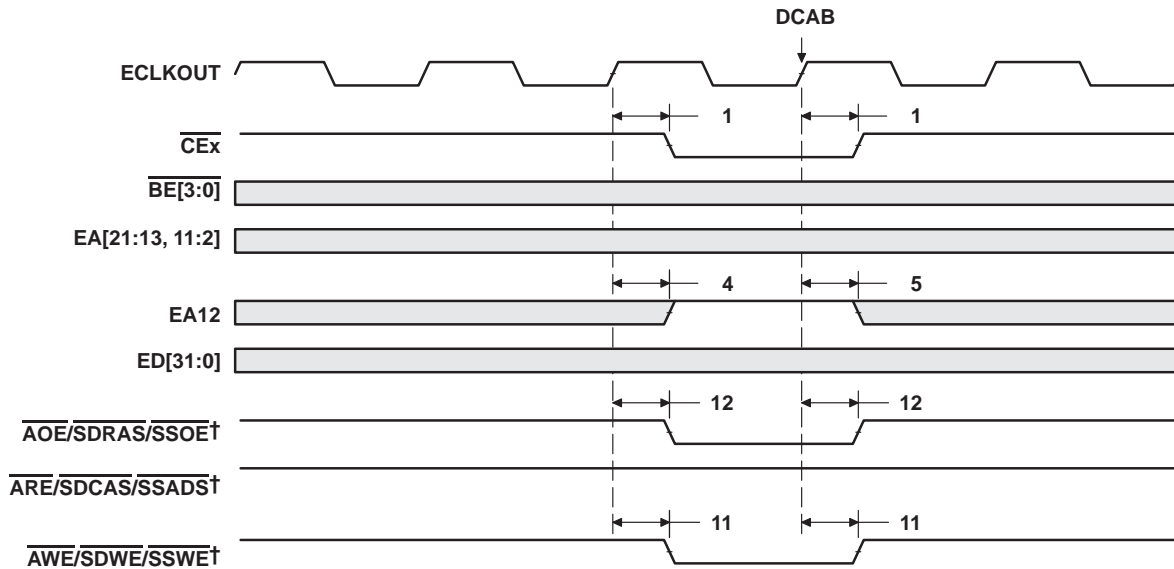 DCAB
ECLKOUT
1 1
CEx
BE[3:0]
EA[21:13, 11:2]
4 5
EA12
ED[31:0]
12 12
AOE/SDRAS/SSOE†
ARE/SDCAS/SSADS†
11 11
AWE/SDWE/SSWE†